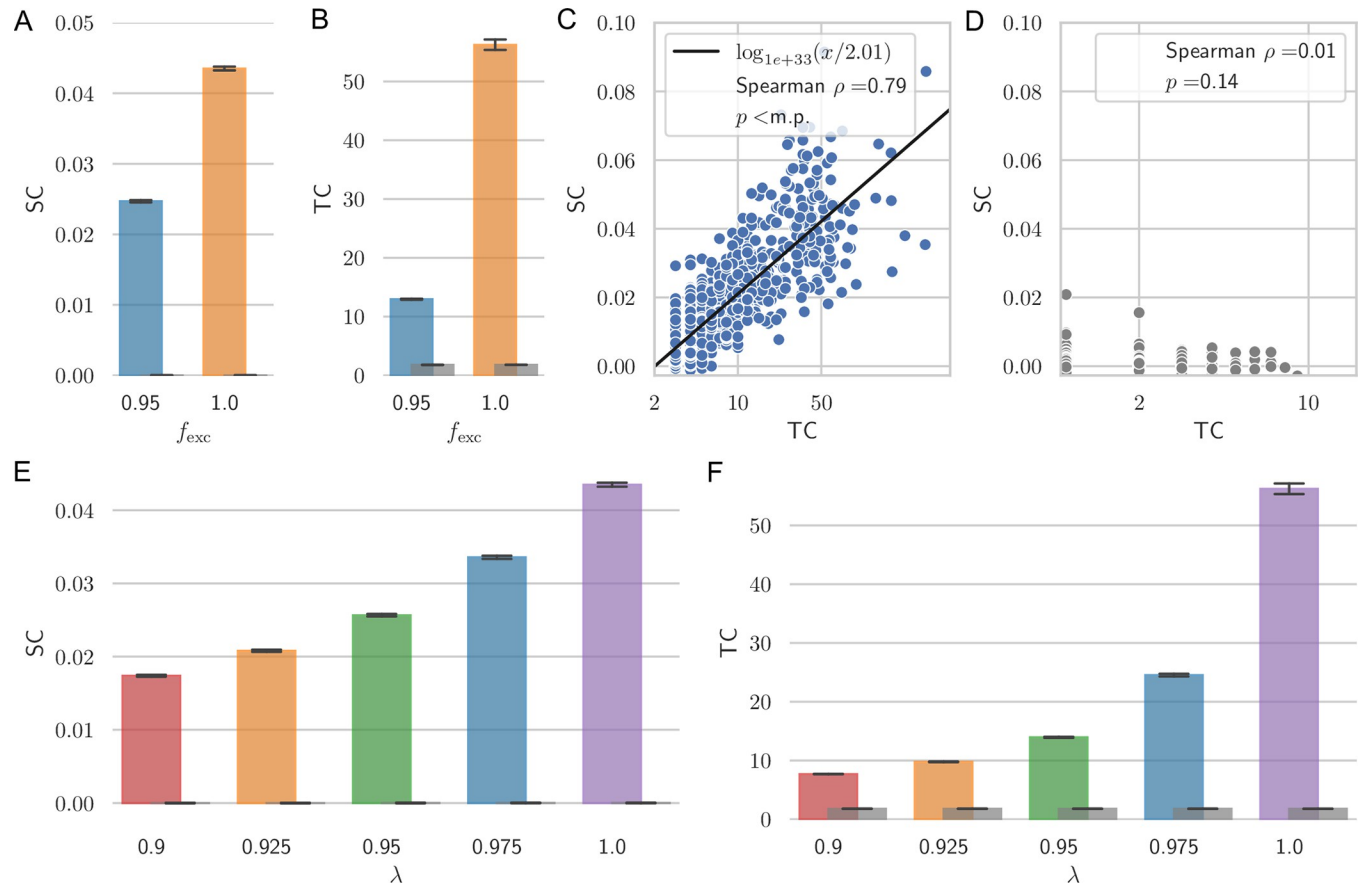 A
0.05
0.04
0.03
0.02
0.01
0.00
SC
0.95 1.0
f_exc
B
50
40
30
20
10
0
TC
0.95 1.0
f_exc
C
0.10
0.08
0.06
0.04
0.02
0.00
SC
log_{1e+33}(x/2.01)
Spearman ρ =0.79
p <m.p.
2 10 50
TC
D
0.10
0.08
0.06
0.04
0.02
0.00
SC
Spearman ρ =0.01
p =0.14
2 10
TC
E
0.04
0.03
0.02
0.01
0.00
SC
0.9 0.925 0.95 0.975 1.0
λ
F
50
40
30
20
10
0
TC
0.9 0.925 0.95 0.975 1.0
λ